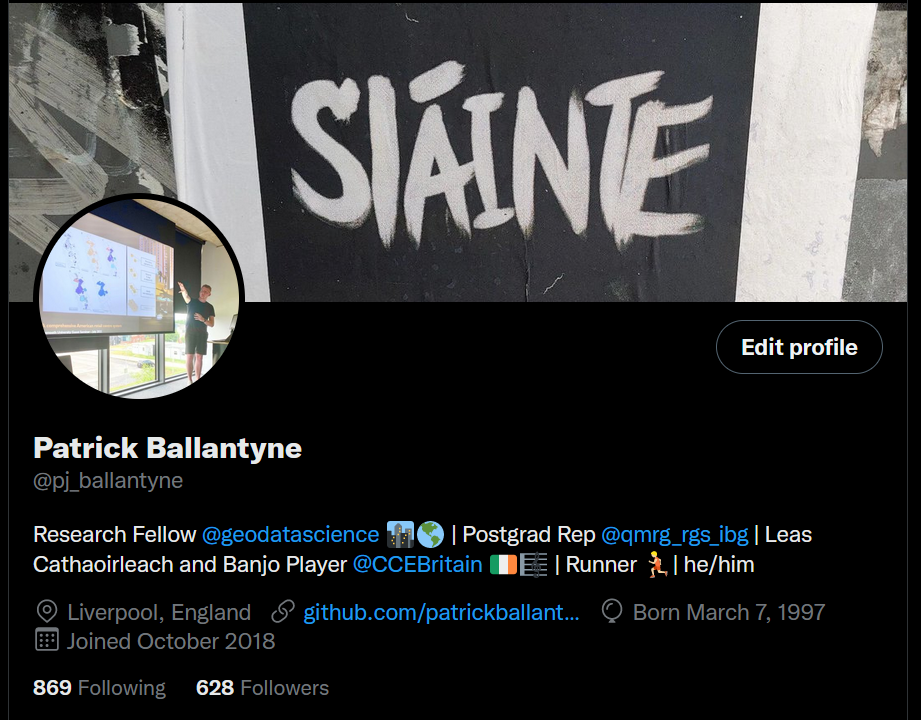 SIÁINTE
Edit profile
Patrick Ballantyne
@pj_ballantyne
Research Fellow @geodatascience 🏙️🌎 | Postgrad Rep @qmrg_rgs_ibg | Leas
Cathaoirleach and Banjo Player @CCEBritain 🇮🇪🎼 | Runner 🏃 | he/him
Liverpool, England github.com/patrickballant... Born March 7, 1997
Joined October 2018
869 Following 628 Followers